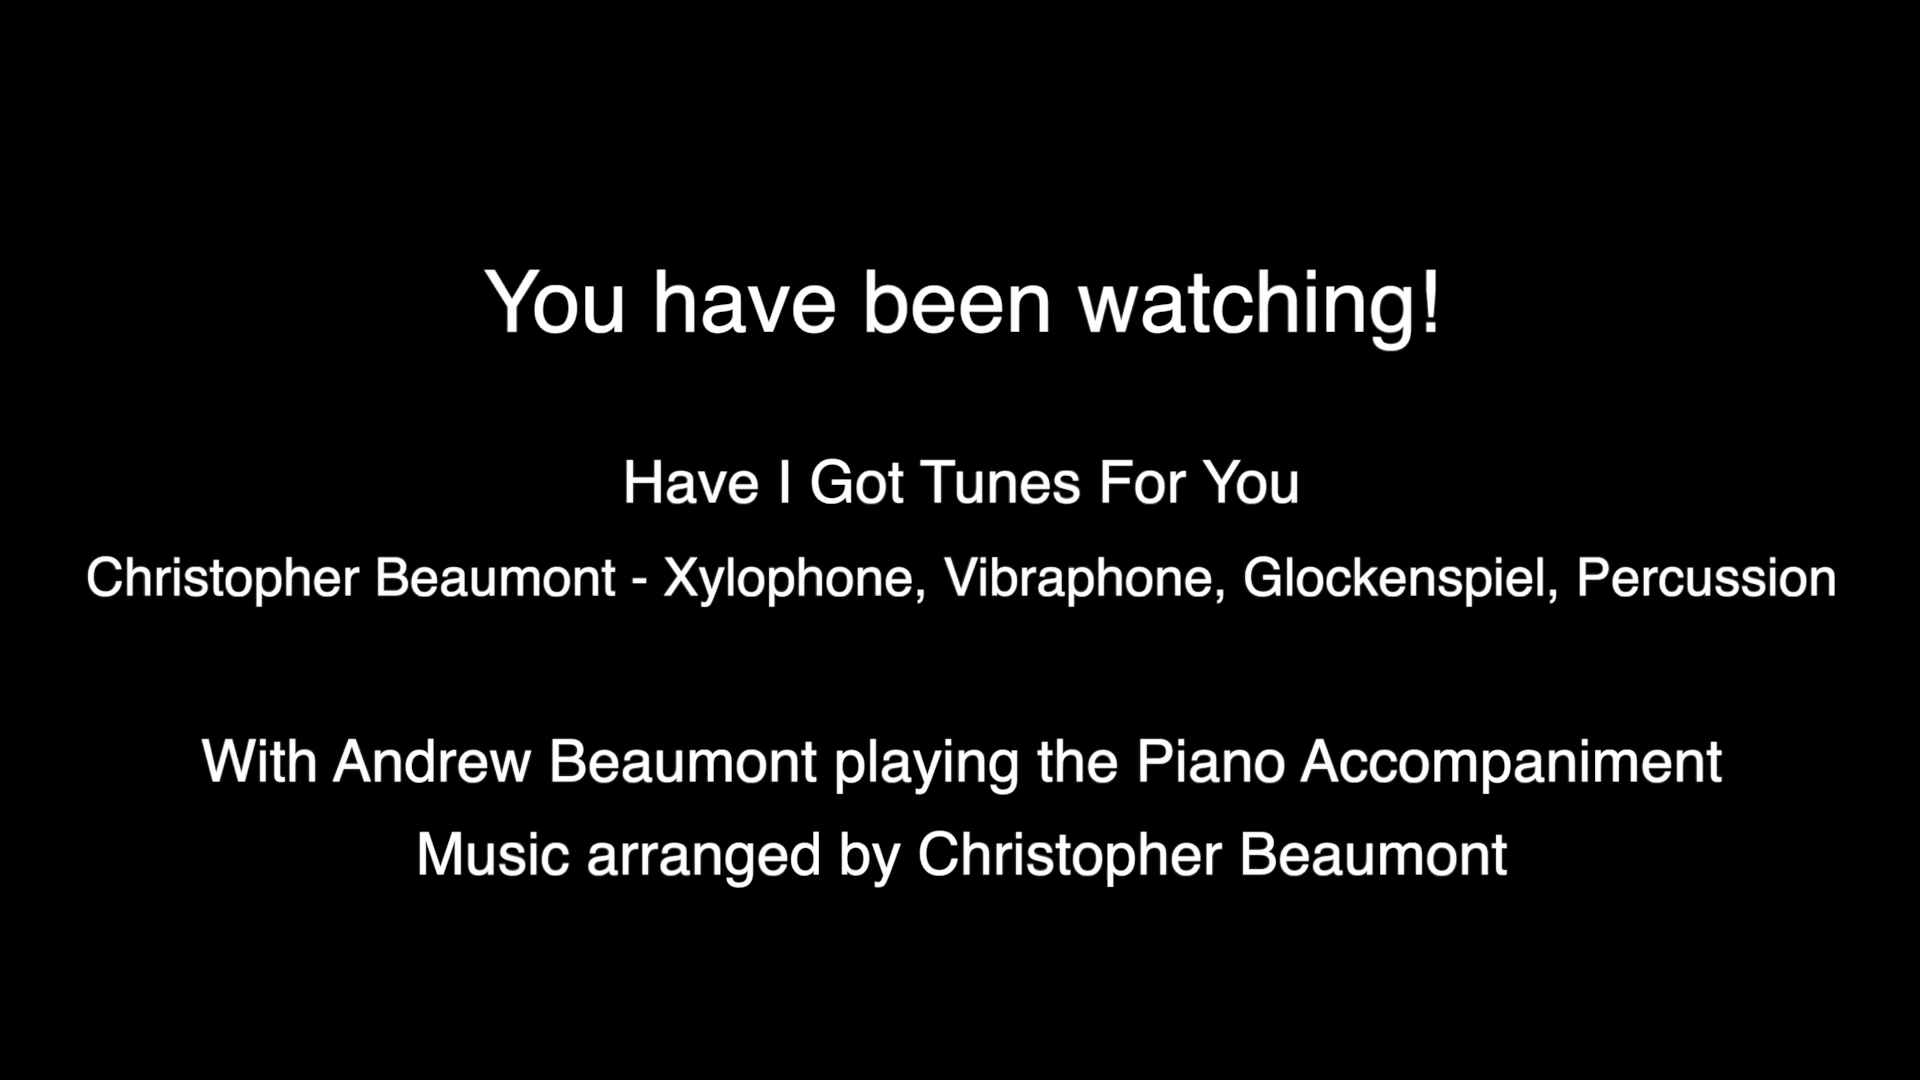 You have been watching!
Have I Got Tunes For You
Christopher Beaumont - Xylophone, Vibraphone, Glockenspiel, Percussion
With Andrew Beaumont playing the Piano Accompaniment
Music arranged by Christopher Beaumont